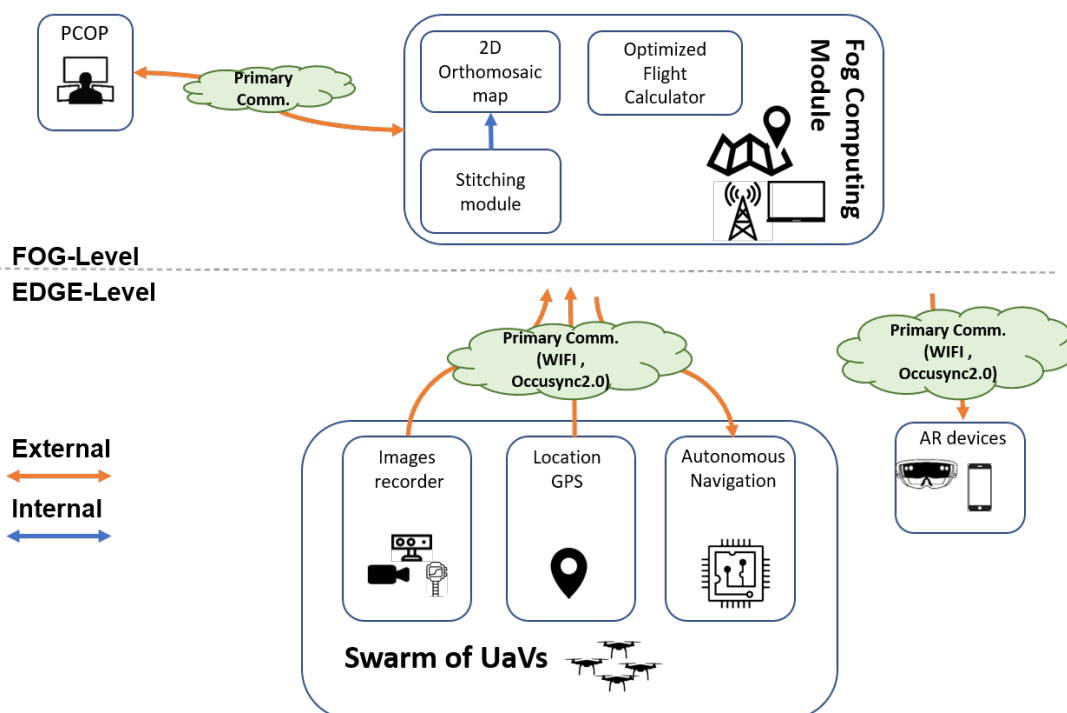 PCOP
Primary
Comm.
2D
Orthomosaic
map
Optimized
Flight
Calculator
Fog Computing
Module
Stitching
module
FOG-Level
EDGE-Level
Primary Comm.
(WIFI ,
Occusync2.0)
Primary Comm.
(WIFI ,
Occusync2.0)
External
Internal
Images
recorder
Location
GPS
Autonomous
Navigation
AR devices
Swarm of UaVs